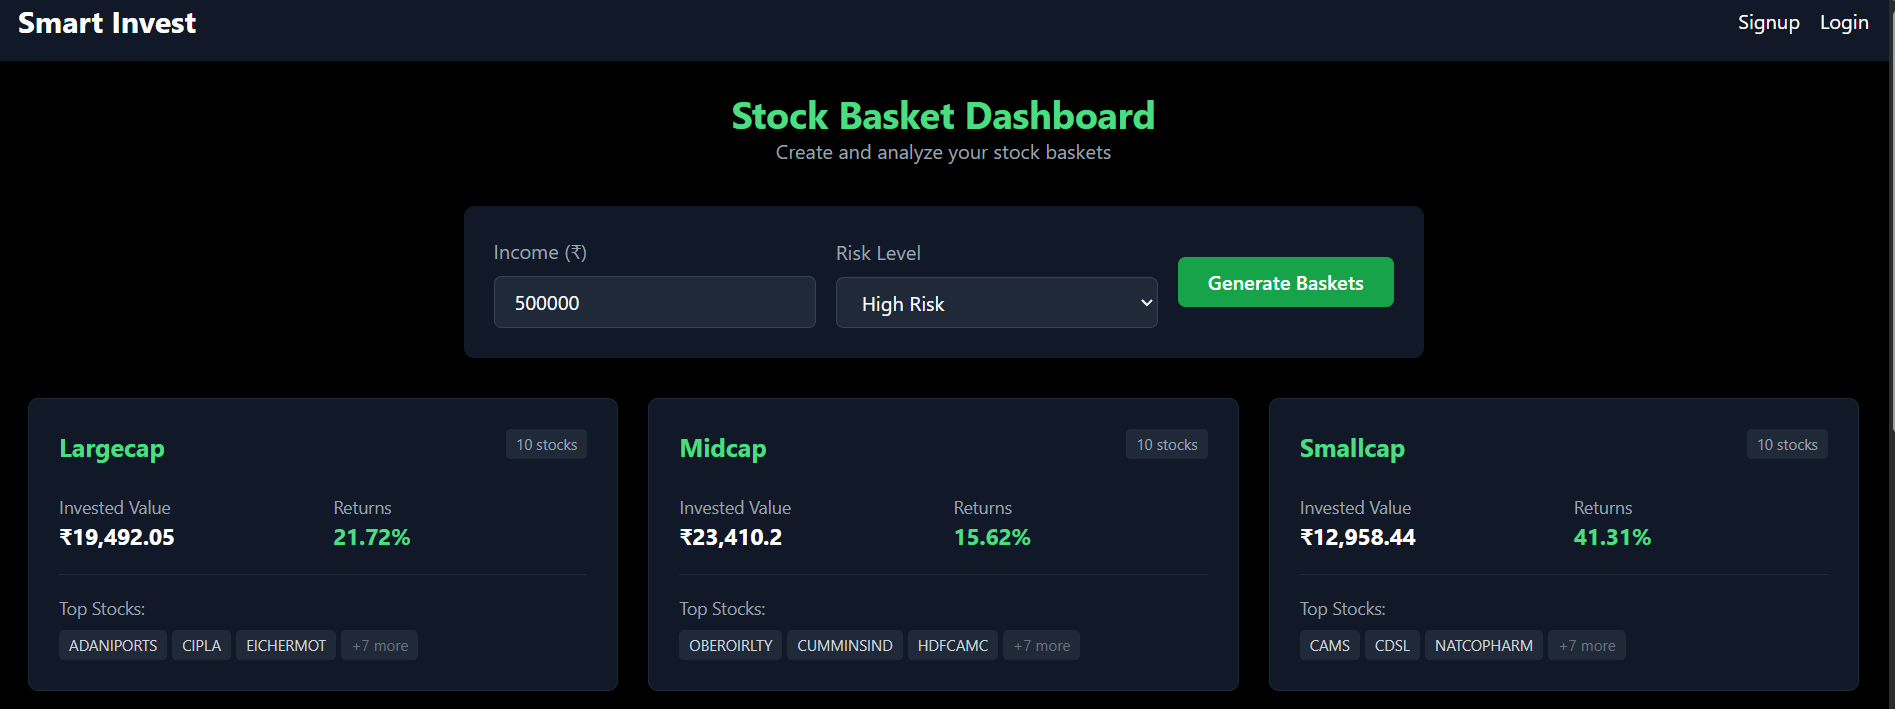 Smart Invest
Signup Login
Stock Basket Dashboard
Create and analyze your stock baskets
Income (₹)
500000
Risk Level
High Risk
Generate Baskets
Largecap
10 stocks
Invested Value
₹19,492.05
Returns
21.72%
Top Stocks:
ADANIPORTS CIPLA EICHERMOT +7 more
Midcap
10 stocks
Invested Value
₹23,410.2
Returns
15.62%
Top Stocks:
OBEROIRLTY CUMMINSIND HDFCAMC +7 more
Smallcap
10 stocks
Invested Value
₹12,958.44
Returns
41.31%
Top Stocks:
CAMS CDSL NATCOPHARM +7 more